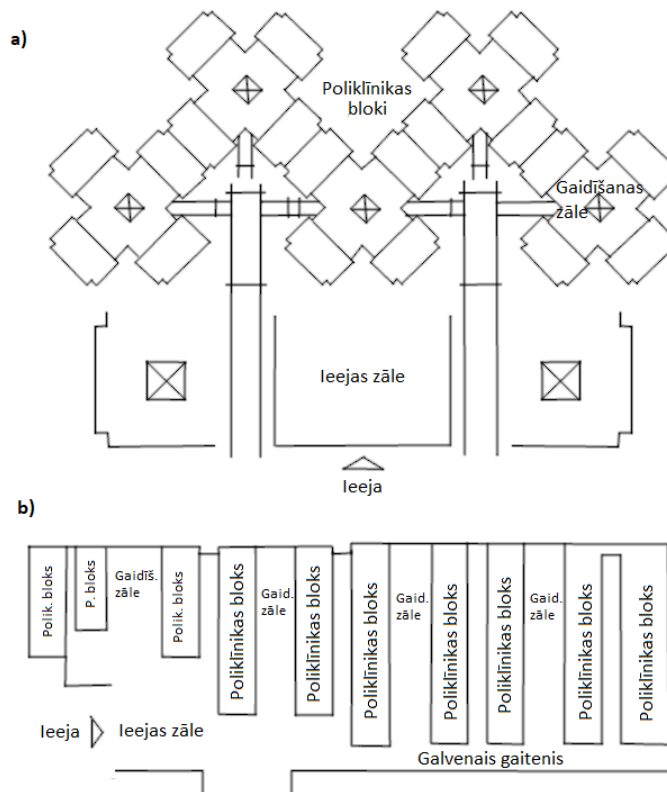 a)
Poliklīnikas
bloki
Gaidīšanas
zāle
Ieejas zāle
Ieeja
b)
Polik. bloks
P. bloks
Gaidīš.
zāle
Polik. bloks
Poliklīnikas bloks
Gaid.
zāle
Poliklīnikas bloks
Poliklīnikas bloks
Gaid.
zāle
Poliklīnikas bloks
Poliklīnikas bloks
Gaid.
zāle
Poliklīnikas bloks
Poliklīnikas bloks
Ieeja
Ieejas zāle
Galvenais gaitenis